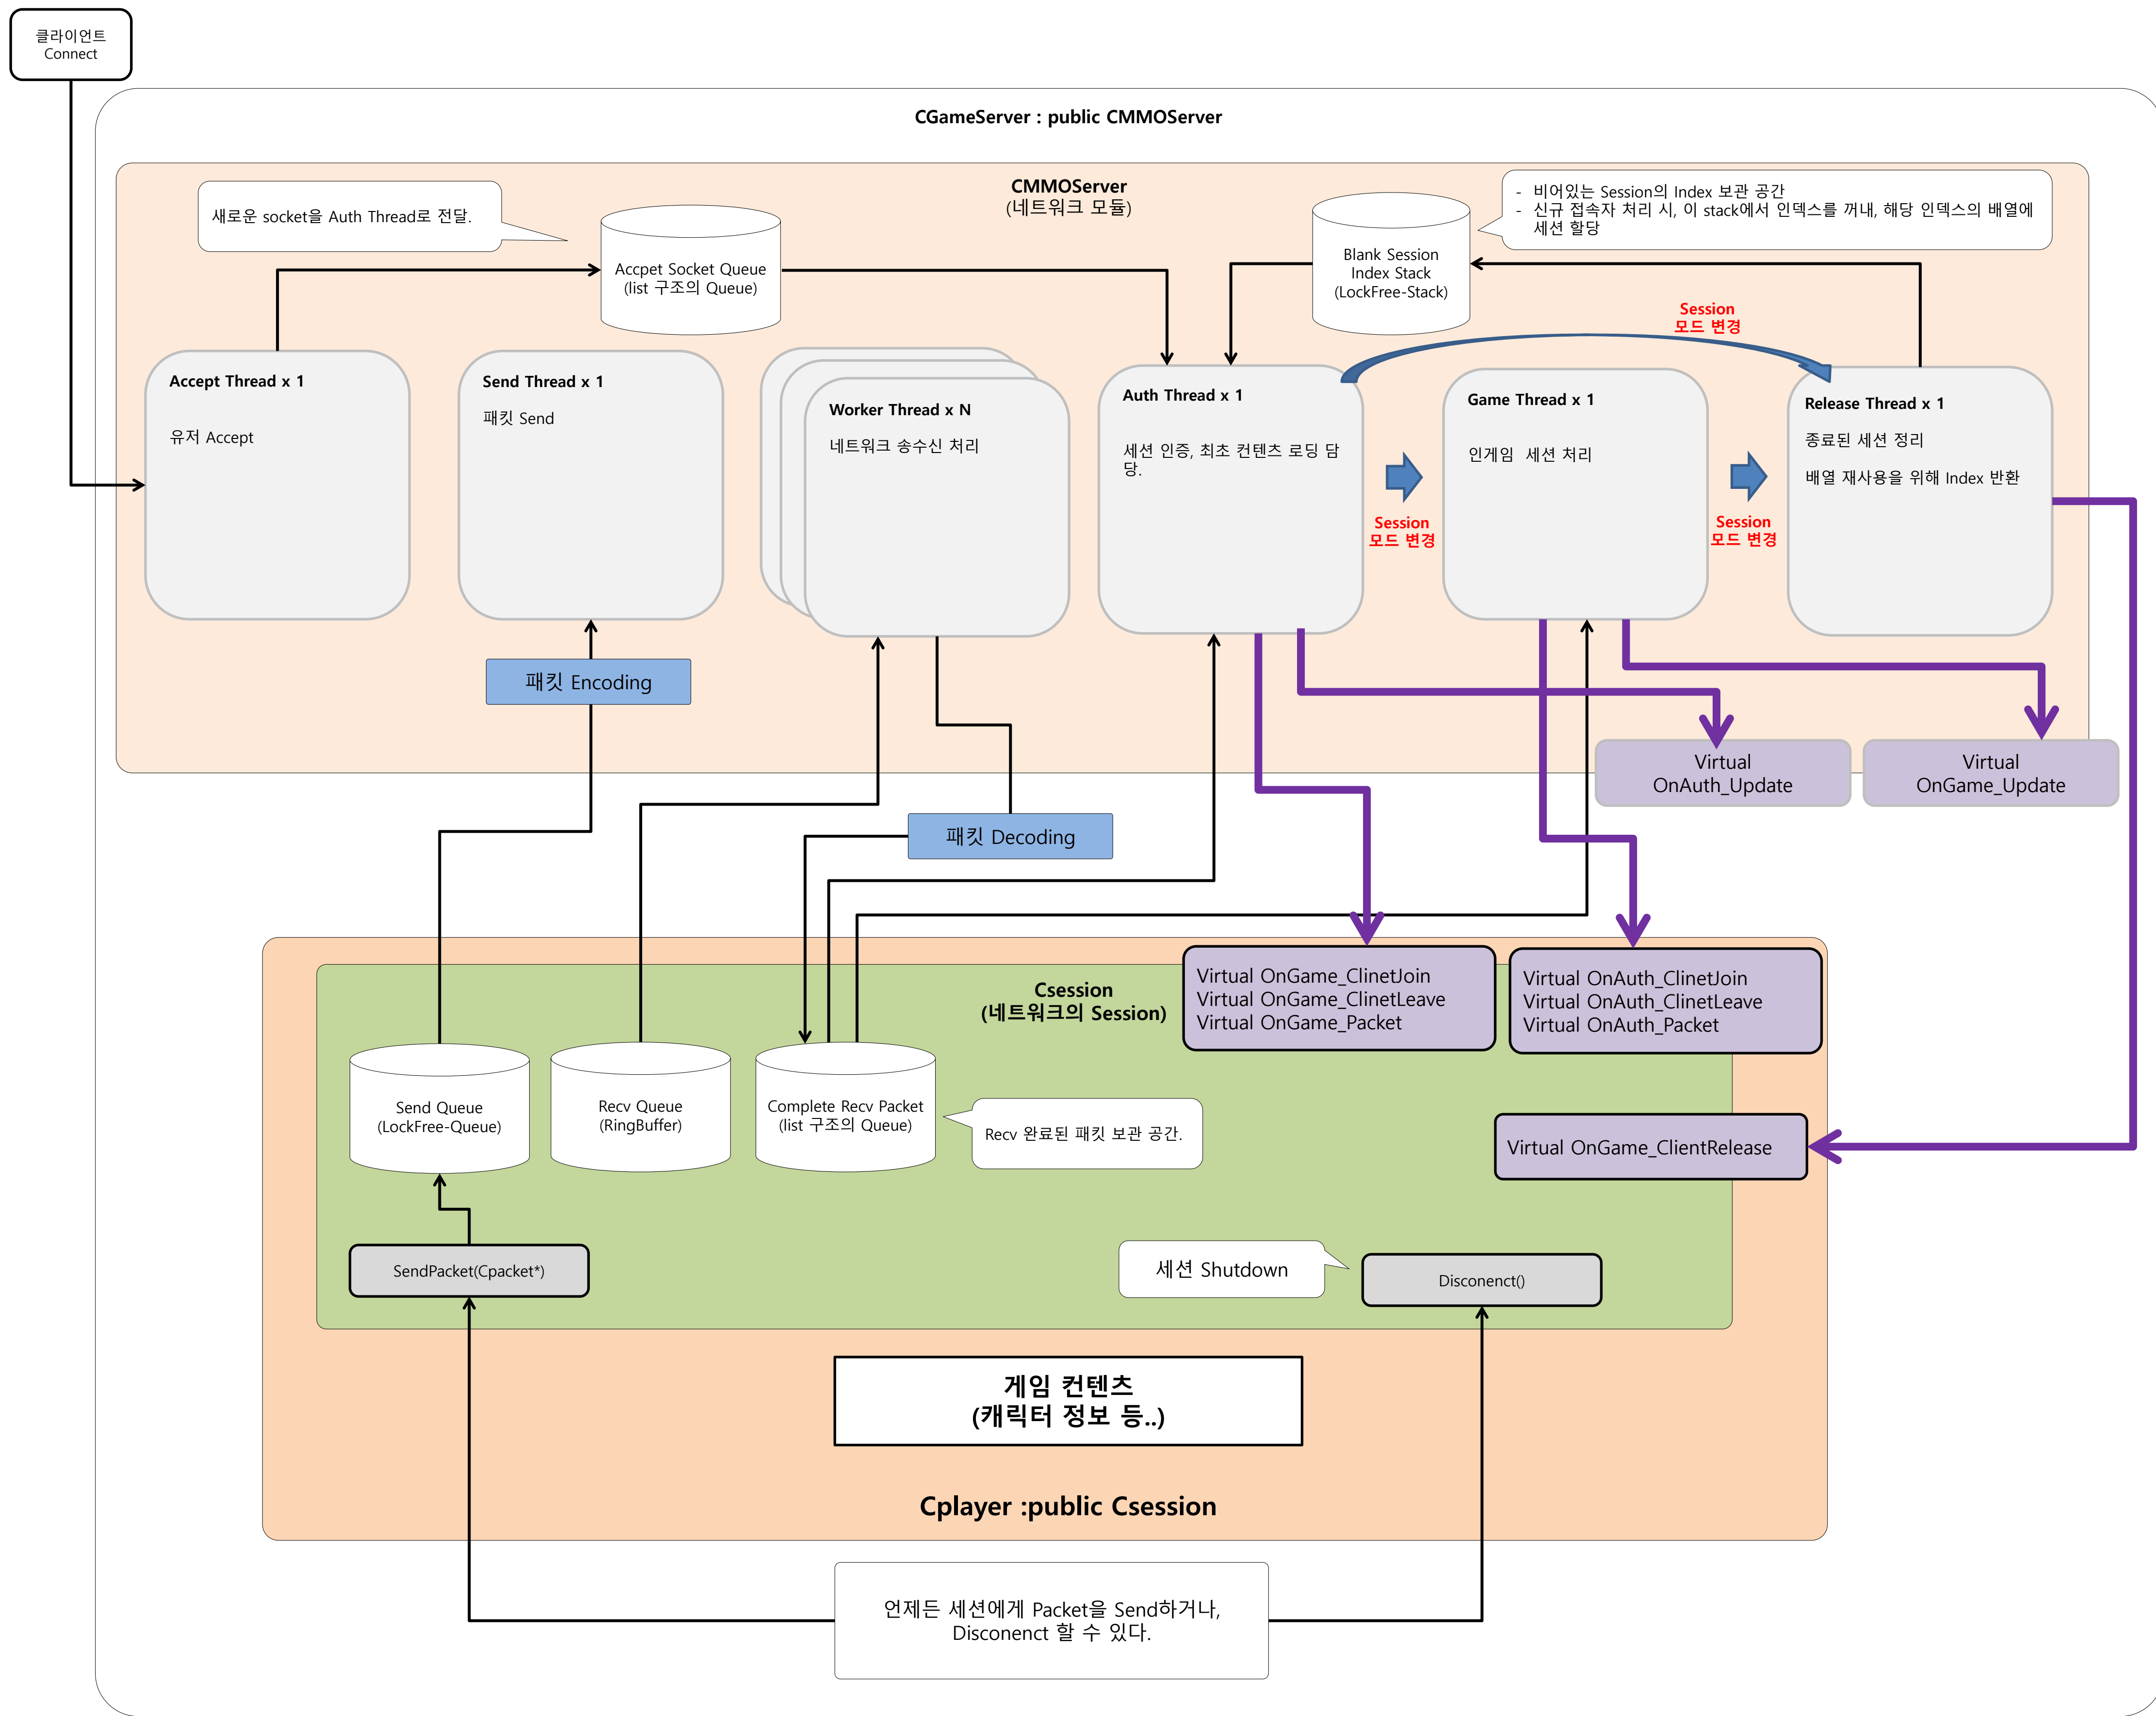 클라이언트
Connect
CGameServer : public CMMOServer
CMMOServer
(네트워크 모듈)
새로운 socket을 Auth Thread로 전달.
Accpet Socket Queue
(list 구조의 Queue)
Blank Session
Index Stack
(LockFree-Stack)
- 비어있는 Session의 Index 보관 공간
- 신규 접속자 처리 시, 이 stack에서 인덱스를 꺼내, 해당 인덱스의 배열에
세션 할당
Session
모드 변경
Accept Thread x 1
유저 Accept
Send Thread x 1
패킷 Send
Worker Thread x N
네트워크 송수신 처리
Auth Thread x 1
세션 인증, 최초 컨텐츠 로딩 담
당.
Session
모드 변경
Game Thread x 1
인게임 세션 처리
Session
모드 변경
Release Thread x 1
종료된 세션 정리
배열 재사용을 위해 Index 반환
패킷 Encoding
패킷 Decoding
Virtual
OnAuth_Update
Virtual
OnGame_Update
Csession
(네트워크의 Session)
Virtual OnGame_ClinetJoin
Virtual OnGame_ClinetLeave
Virtual OnGame_Packet
Virtual OnAuth_ClinetJoin
Virtual OnAuth_ClinetLeave
Virtual OnAuth_Packet
Send Queue
(LockFree-Queue)
Recv Queue
(RingBuffer)
Complete Recv Packet
(list 구조의 Queue)
Recv 완료된 패킷 보관 공간.
Virtual OnGame_ClientRelease
SendPacket(Cpacket*)
세션 Shutdown
Disconenct()
게임 컨텐츠
(캐릭터 정보 등..)
Cplayer :public Csession
언제든 세션에게 Packet을 Send하거나,
Disconenct 할 수 있다.